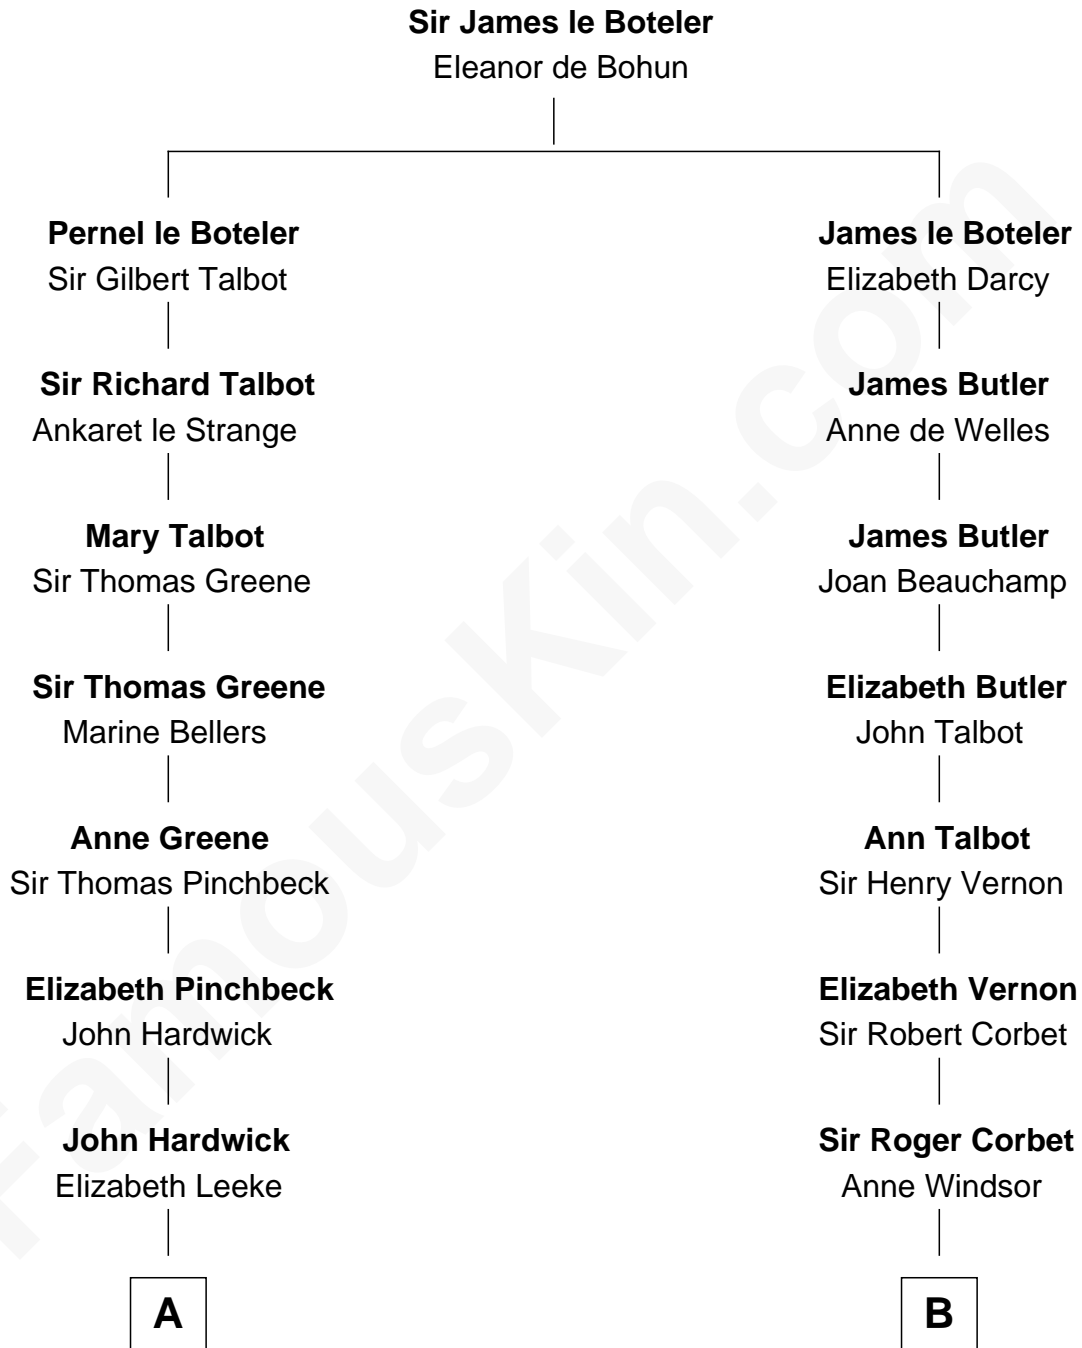 Sir James le Boteler
Eleanor de Bohun
Pernel le Boteler
Sir Gilbert Talbot
James le Boteler
Elizabeth Darcy
Sir Richard Talbot
Ankaret le Strange
James Butler
Anne de Welles
Mary Talbot
Sir Thomas Greene
James Butler
Joan Beauchamp
Sir Thomas Greene
Marine Bellers
Elizabeth Butler
John Talbot
Anne Greene
Sir Thomas Pinchbeck
Ann Talbot
Sir Henry Vernon
Elizabeth Pinchbeck
John Hardwick
Elizabeth Vernon
Sir Robert Corbet
John Hardwick
Elizabeth Leeke
Sir Roger Corbet
Anne Windsor
A
B
FamousKin.com